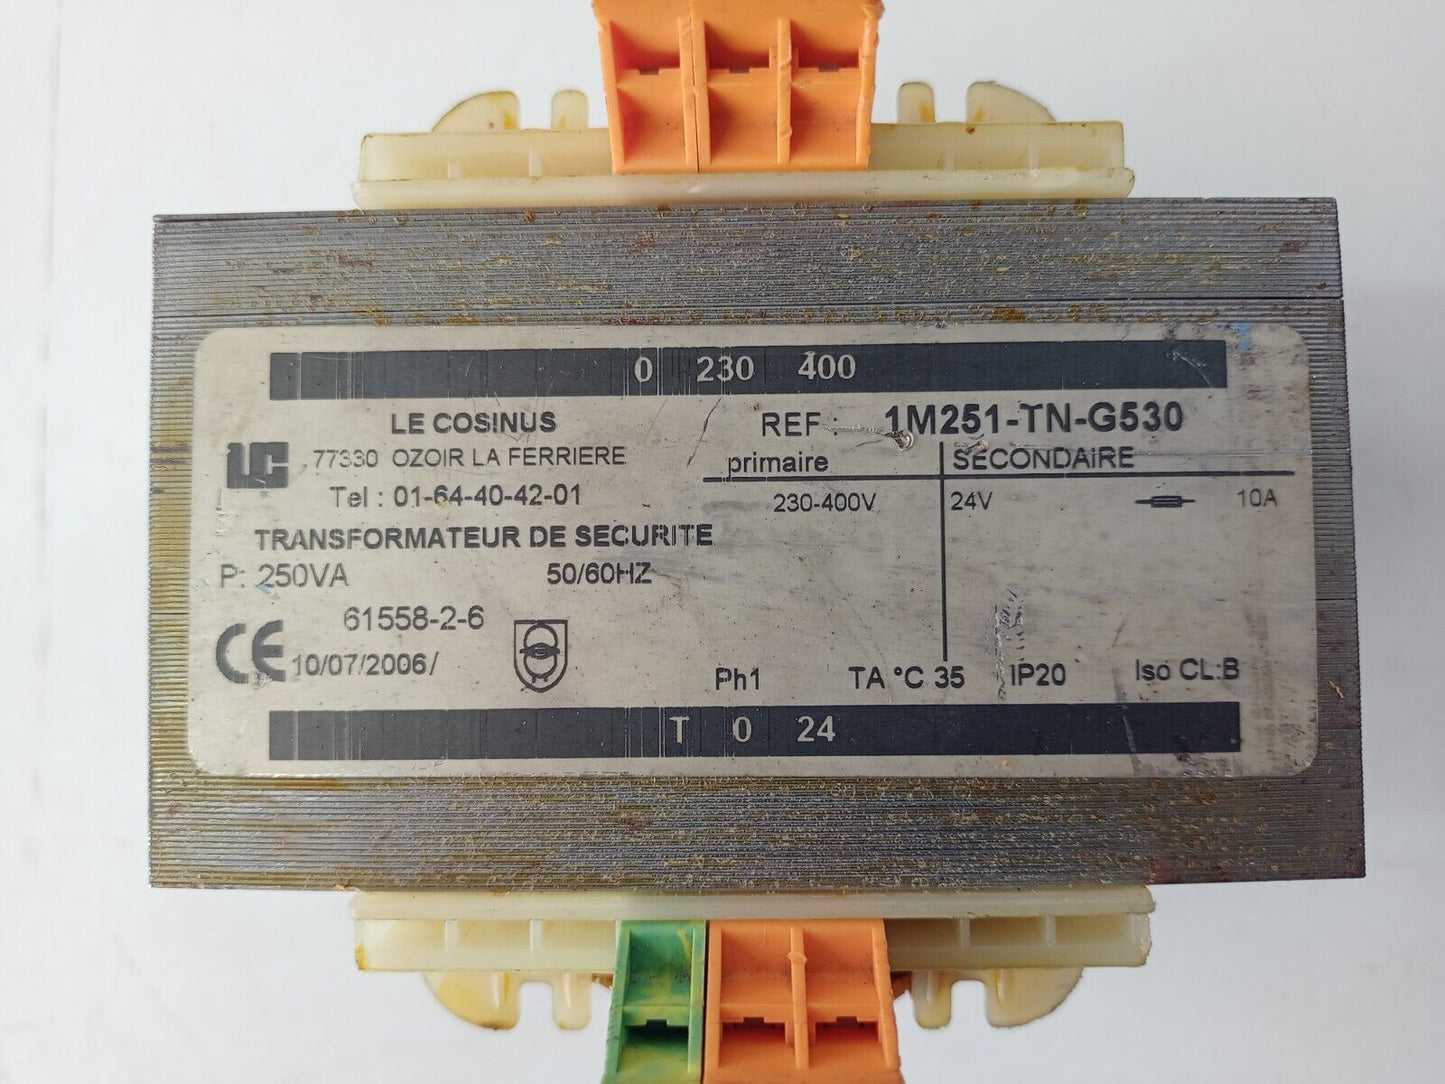 0 230 400
LE COSINUS
77330 OZOIR LA FERRIERE
Tel : 01-64-40-42-01
TRANSFORMATEUR DE SECURITE
P: 250VA 50/60HZ
61558-2-6
CE 10/07/2006/
REF : 1M251-TN-G530
primaire SECONDAIRE
230-400V 24V 10A
Ph1 TA °C 35 IP20 Iso CL:B
T 0 24